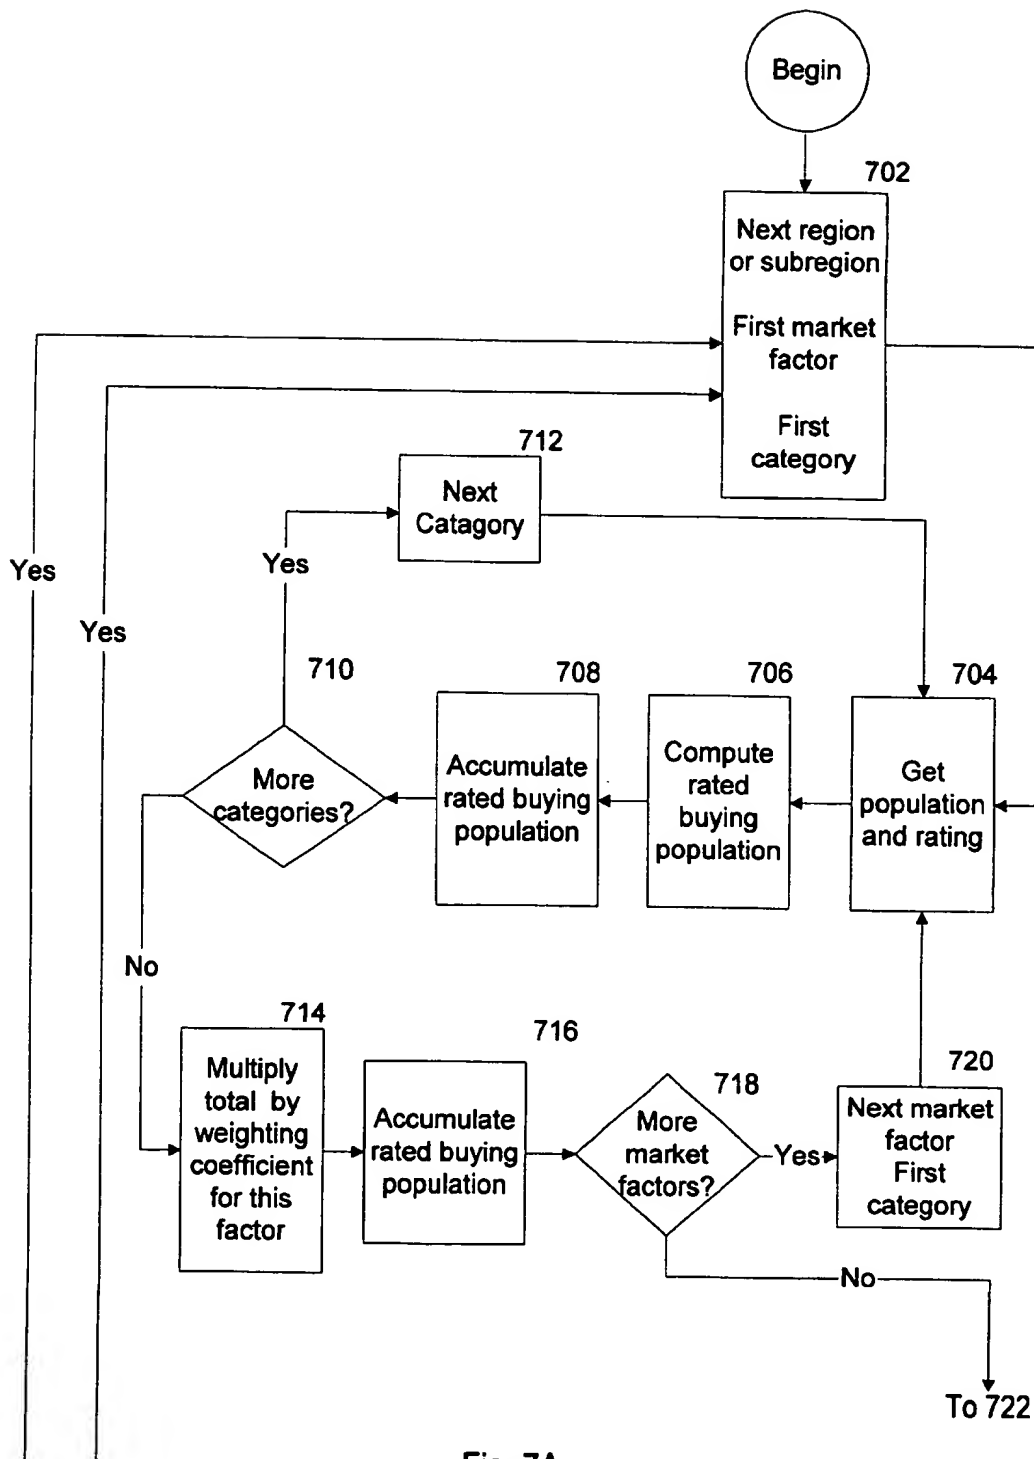 Begin
702
Next region
or subregion
First market
factor
First
category
712
Next
Catagory
Yes
Yes
Yes
710
708
706
704
More
categories?
Accumulate
rated buying
population
Compute
rated
buying
population
Get
population
and rating
No
714
716
718
720
Multiply
total by
weighting
coefficient
for this
factor
Accumulate
rated buying
population
More
market
factors?
Yes
Next market
factor
First
category
No
To 722
Fig. 7A